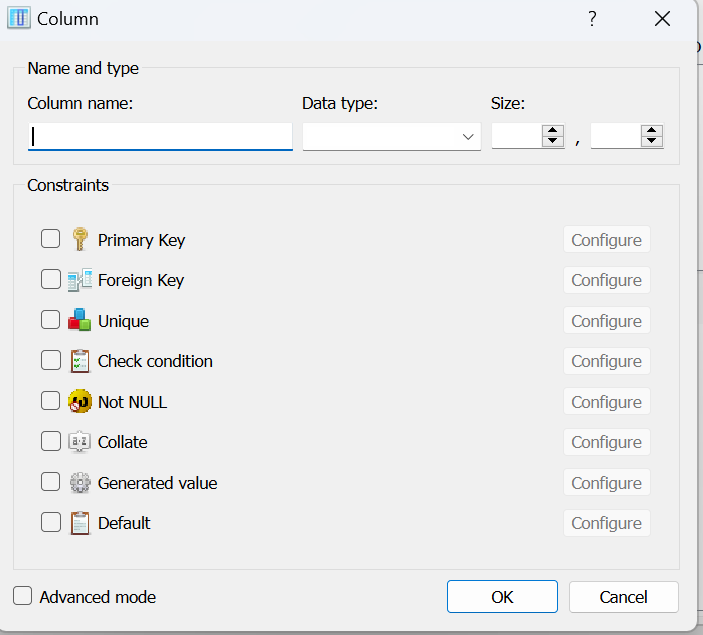 Column ?
Name and type
Column name: Data type: Size:
,
Constraints
Primary Key Configure
Foreign Key Configure
Unique Configure
Check condition Configure
Not NULL Configure
Collate Configure
Generated value Configure
Default Configure
Advanced mode OK Cancel